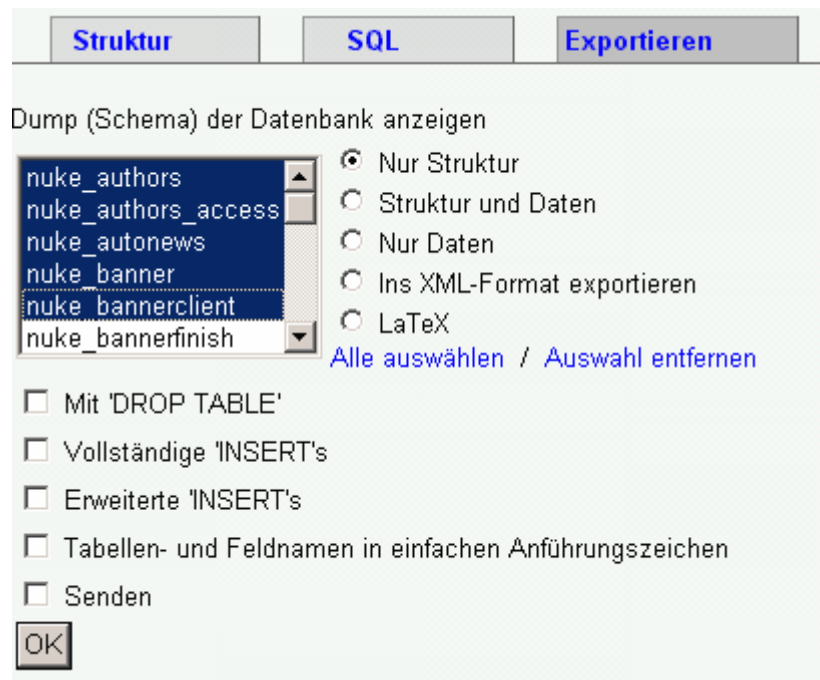 Struktur SQL Exportieren
Dump (Schema) der Datenbank anzeigen
nuke_authors
nuke_authors_access
nuke_autonews
nuke_banner
nuke_bannerclient
nuke_bannerfinish
Nur Struktur
Struktur und Daten
Nur Daten
Ins XML-Format exportieren
LaTeX
Alle auswählen / Auswahl entfernen
Mit 'DROP TABLE'
Vollständige 'INSERT's
Erweiterte 'INSERT's
Tabellen- und Feldnamen in einfachen Anführungszeichen
Senden
OK